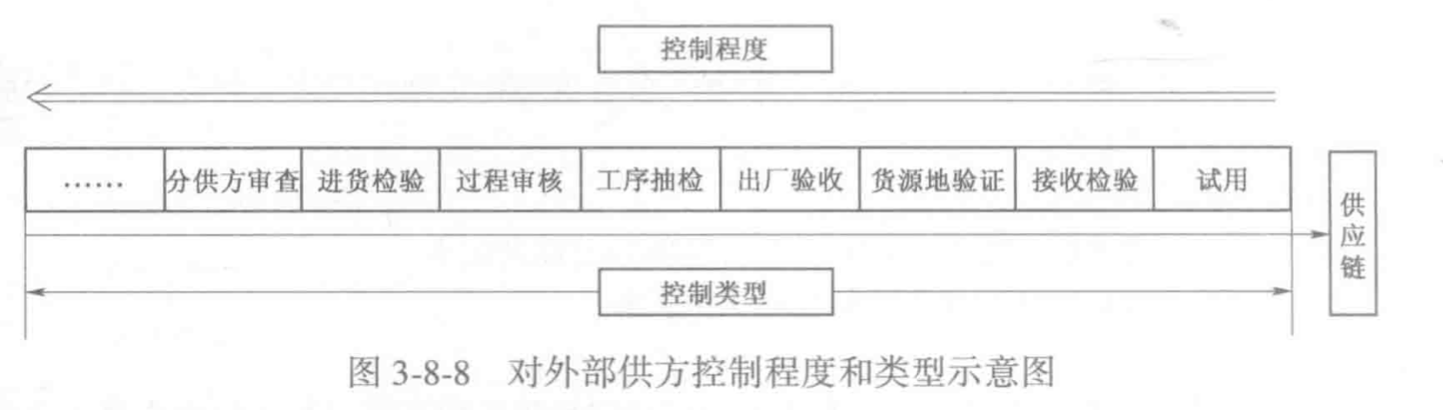 控制程度
…… 分供方审查 进货检验 过程审核 工序抽检 出厂验收 货源地验证 接收检验 试用
供应链
控制类型
图 3-8-8 对外部供方控制程度和类型示意图